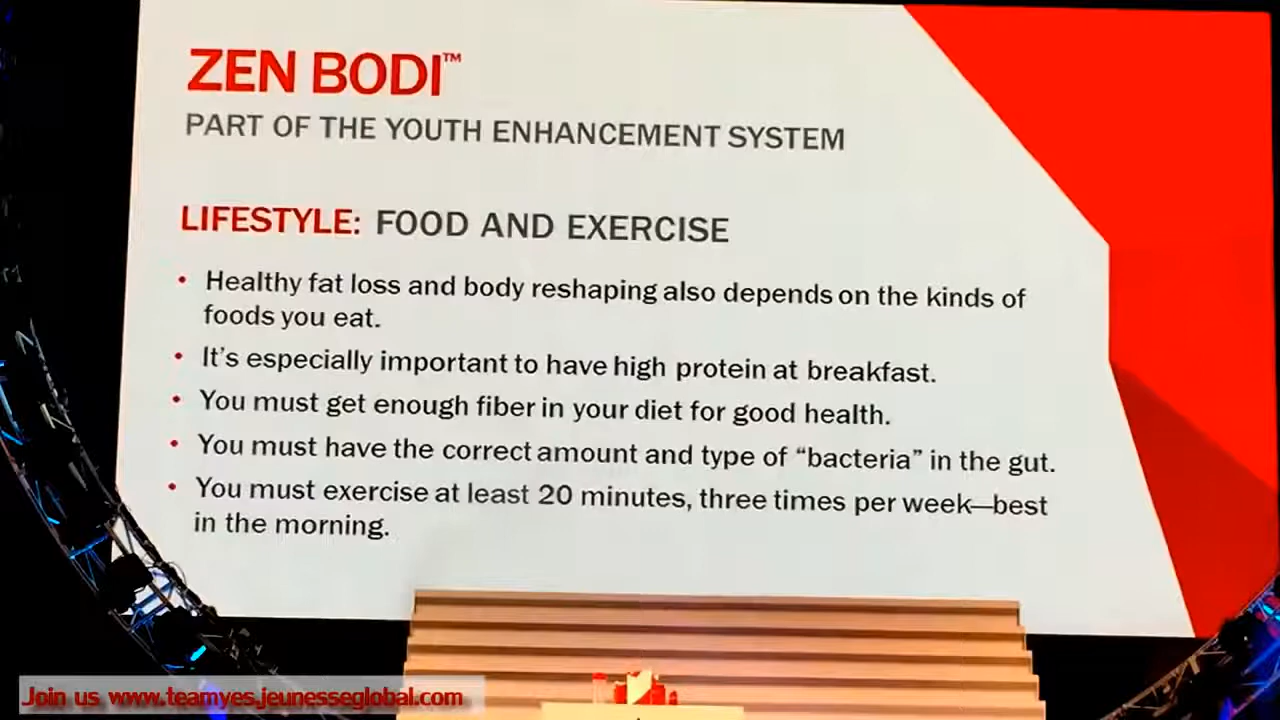 ZEN BODI™
PART OF THE YOUTH ENHANCEMENT SYSTEM
LIFESTYLE: FOOD AND EXERCISE
• Healthy fat loss and body reshaping also depends on the kinds of
foods you eat.
• It's especially important to have high protein at breakfast.
• You must get enough fiber in your diet for good health.
• You must have the correct amount and type of “bacteria” in the gut.
• You must exercise at least 20 minutes, three times per week—best
in the morning.
Join us www.teamyes.jeunesseglobal.com